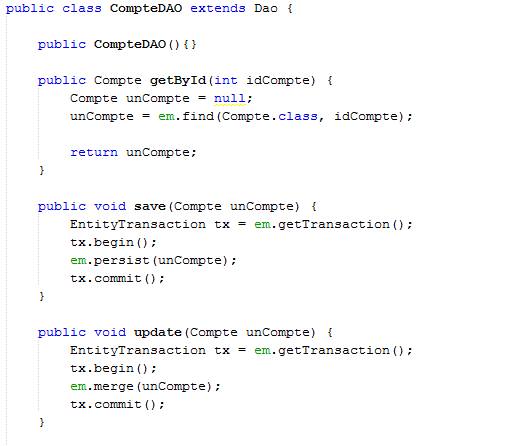 public class CompteDAO extends Dao {
public CompteDAO(){}
public Compte getById(int idCompte) {
Compte unCompte = null;
unCompte = em.find(Compte.class, idCompte);
return unCompte;
}
public void save(Compte unCompte) {
EntityTransaction tx = em.getTransaction();
tx.begin();
em.persist(unCompte);
tx.commit();
}
public void update(Compte unCompte) {
EntityTransaction tx = em.getTransaction();
tx.begin();
em.merge(unCompte);
tx.commit();
}